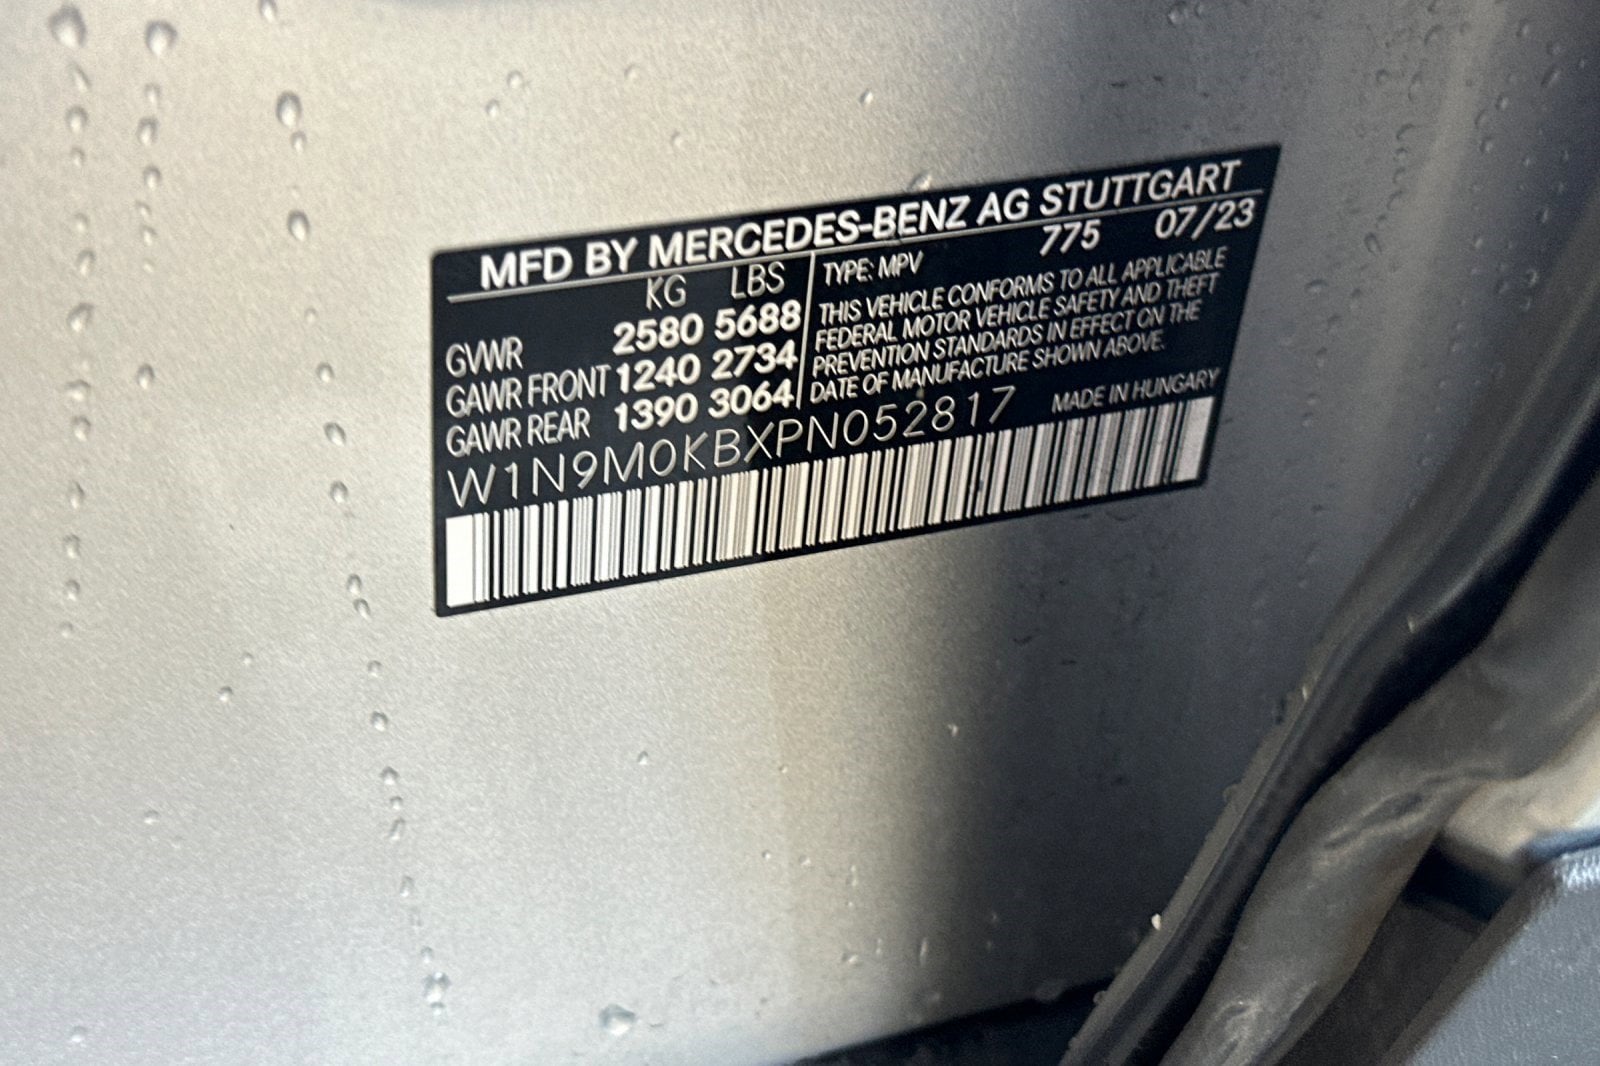 MFD BY MERCEDES-BENZ AG STUTTGART
KG LBS
GVWR 2580 5688
GAWR FRONT 1240 2734
GAWR REAR 1390 3064
775 07/23
TYPE: MPV
THIS VEHICLE CONFORMS TO ALL APPLICABLE
FEDERAL MOTOR VEHICLE SAFETY AND THEFT
PREVENTION STANDARDS IN EFFECT ON THE
DATE OF MANUFACTURE SHOWN ABOVE.
W1N9M0KBXPN052817
MADE IN HUNGARY